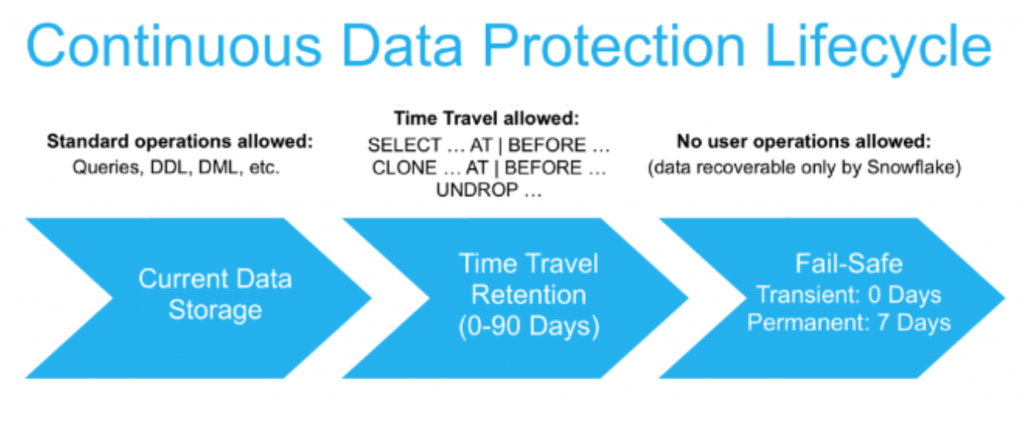 Continuous Data Protection Lifecycle
Standard operations allowed:
Queries, DDL, DML, etc.
Time Travel allowed:
SELECT ... AT | BEFORE ...
CLONE ... AT | BEFORE ...
UNDROP ...
No user operations allowed:
(data recoverable only by Snowflake)
Current Data
Storage
Time Travel
Retention
(0-90 Days)
Fail-Safe
Transient: 0 Days
Permanent: 7 Days